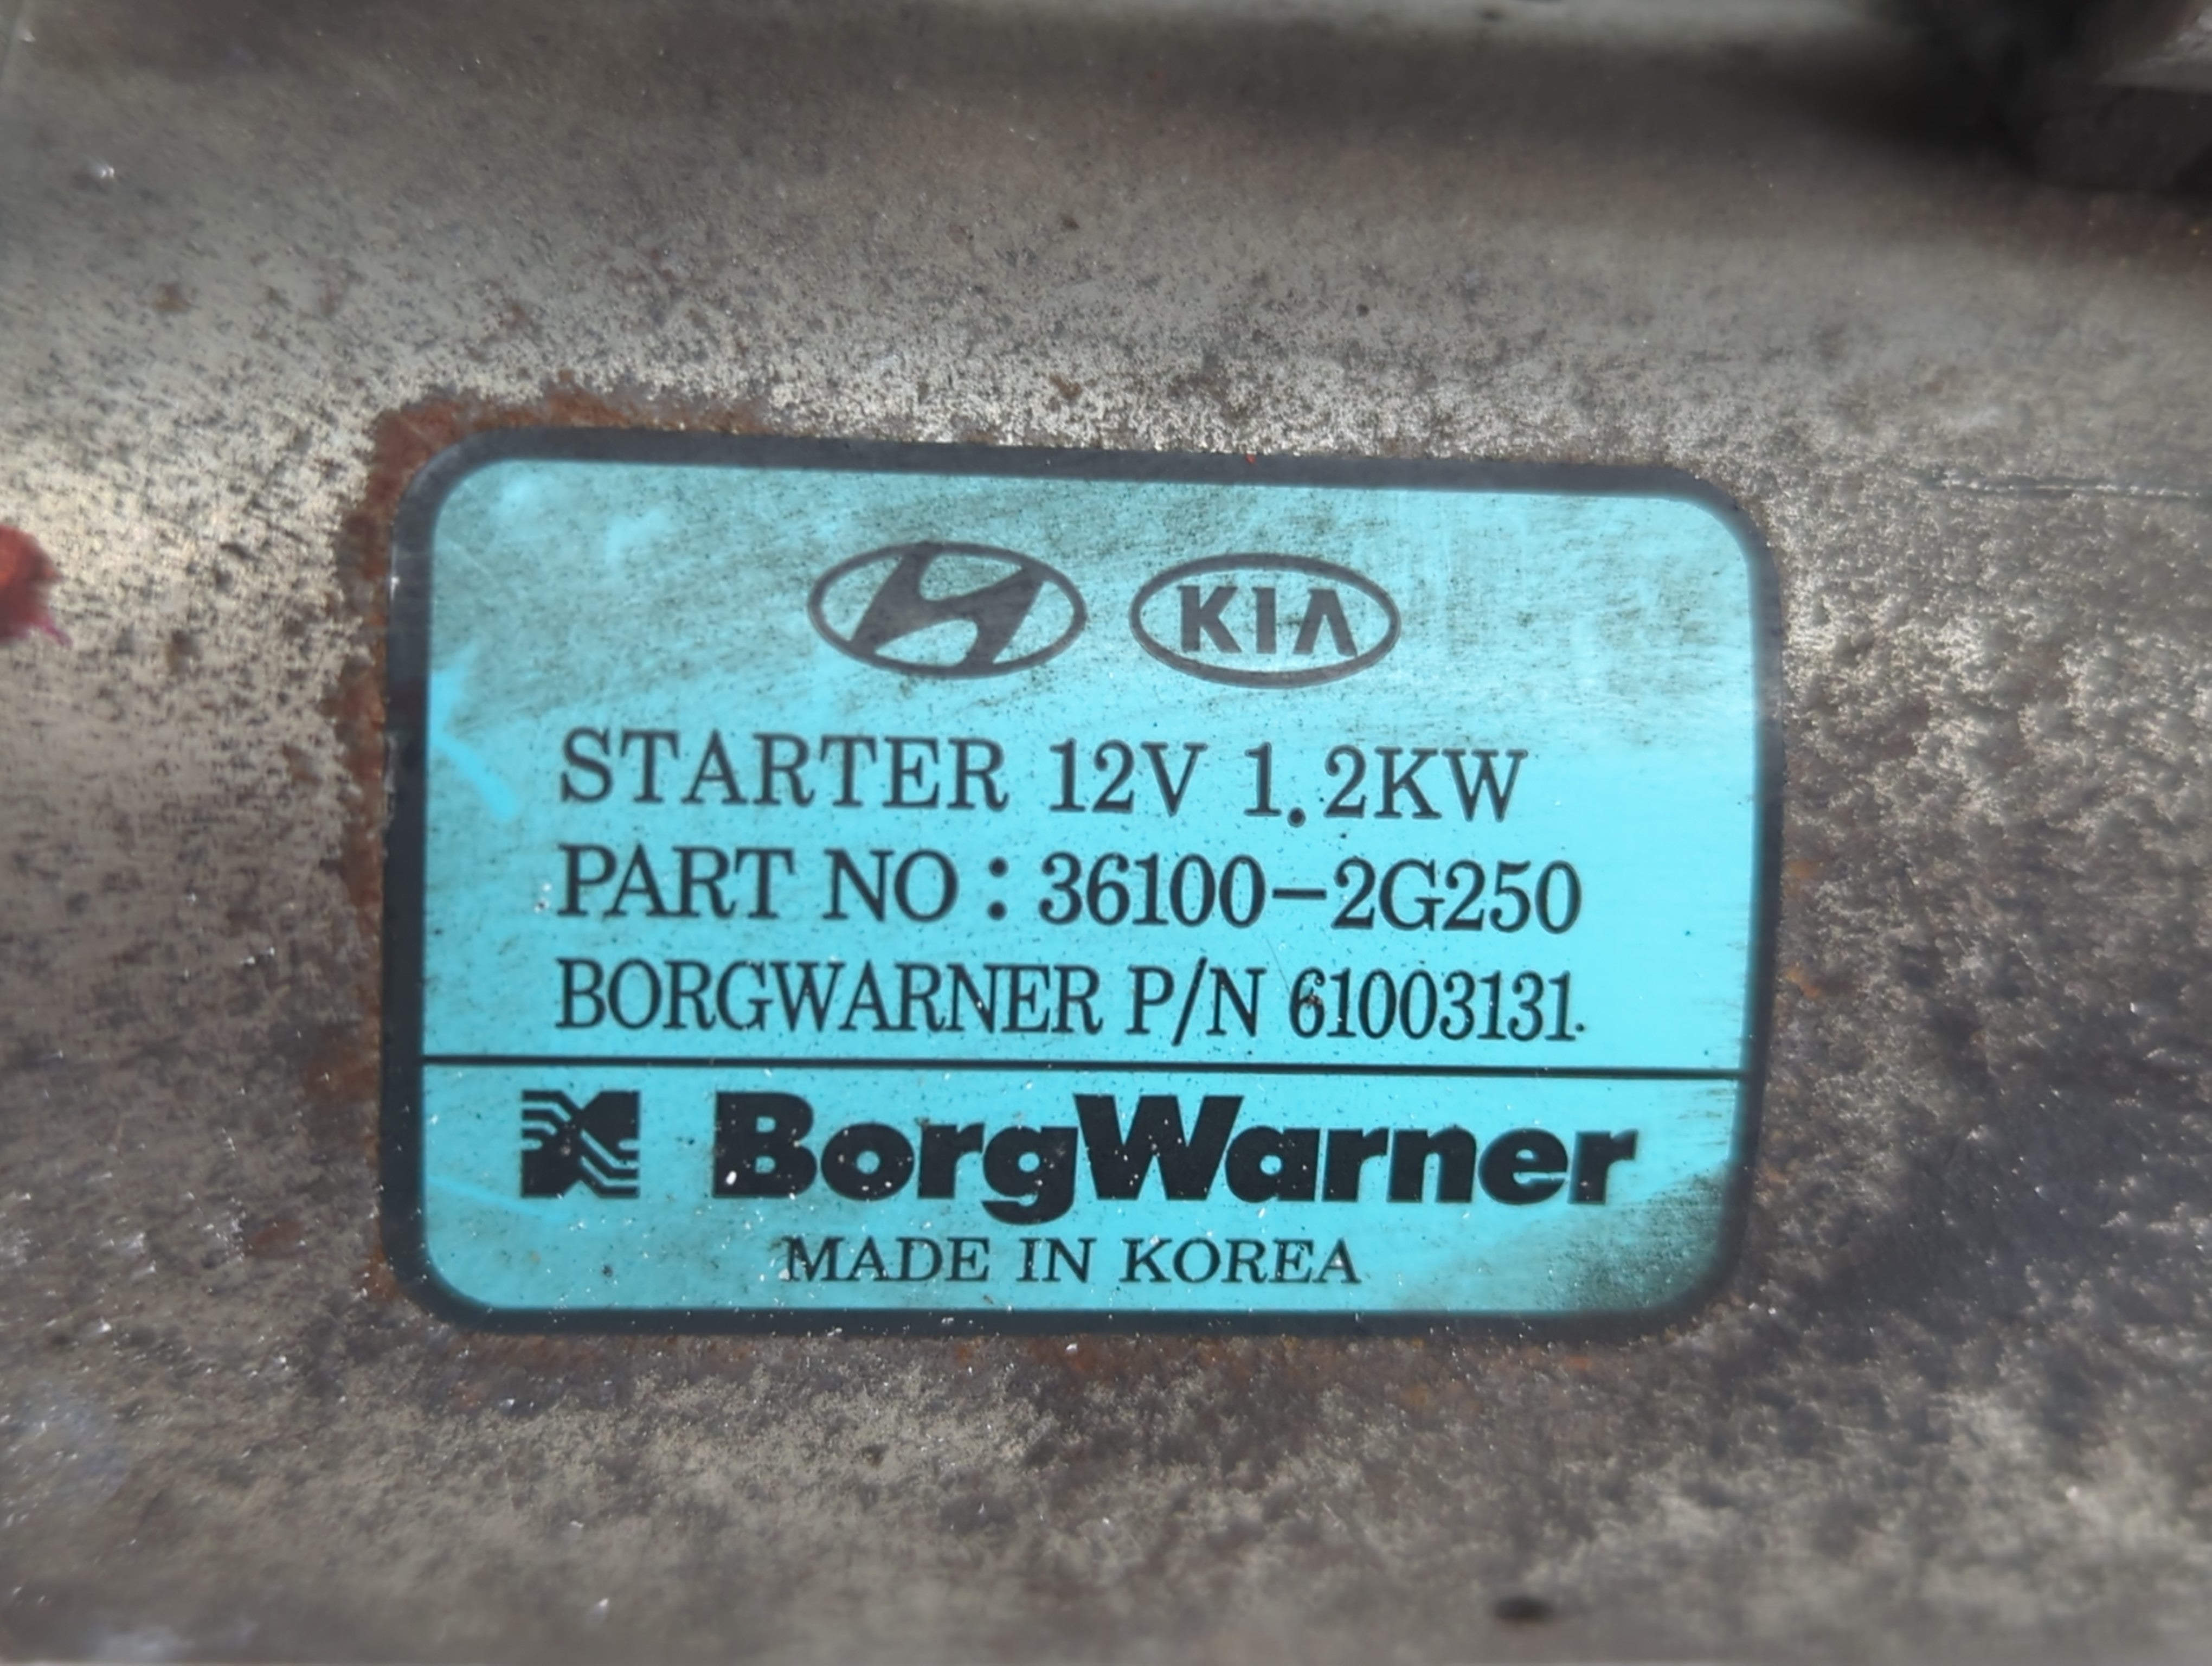 KIA
STARTER 12V 1.2KW
PART NO : 36100-2G250
BORGWARNER P/N 61003131
BorgWarner
MADE IN KOREA